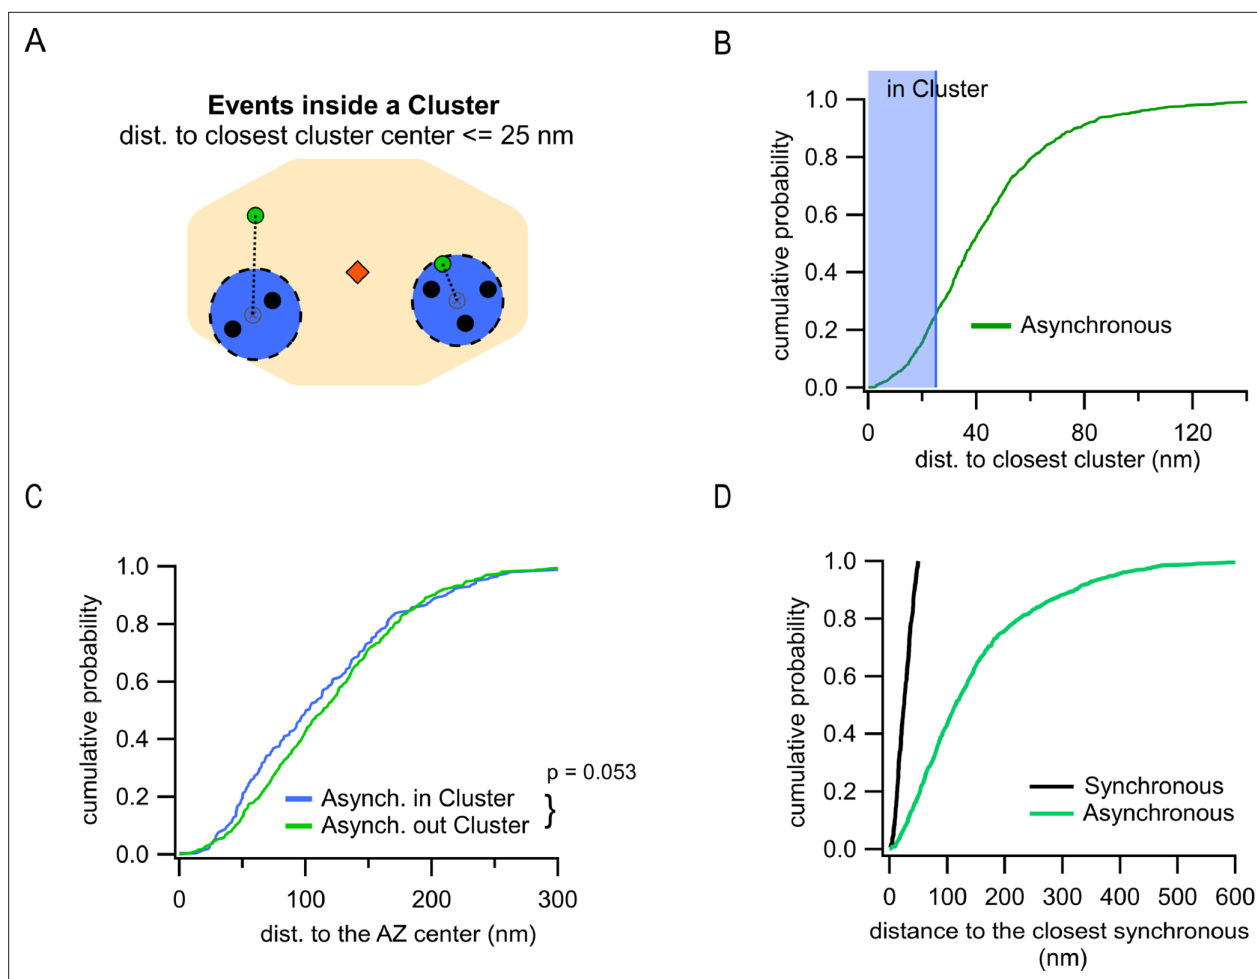 A
Events inside a Cluster
dist. to closest cluster center <= 25 nm
B
in Cluster
1.0
0.8
0.6
0.4
0.2
0.0
cumulative probability
Asynchronous
0 40 80 120
dist. to closest cluster (nm)
C
1.0
0.8
0.6
0.4
0.2
0.0
cumulative probability
p = 0.053
Asynch. in Cluster
Asynch. out Cluster
}
0 100 200 300
dist. to the AZ center (nm)
D
1.0
0.8
0.6
0.4
0.2
0.0
cumulative probability
Synchronous
Asynchronous
0 100 200 300 400 500 600
distance to the closest synchronous
(nm)